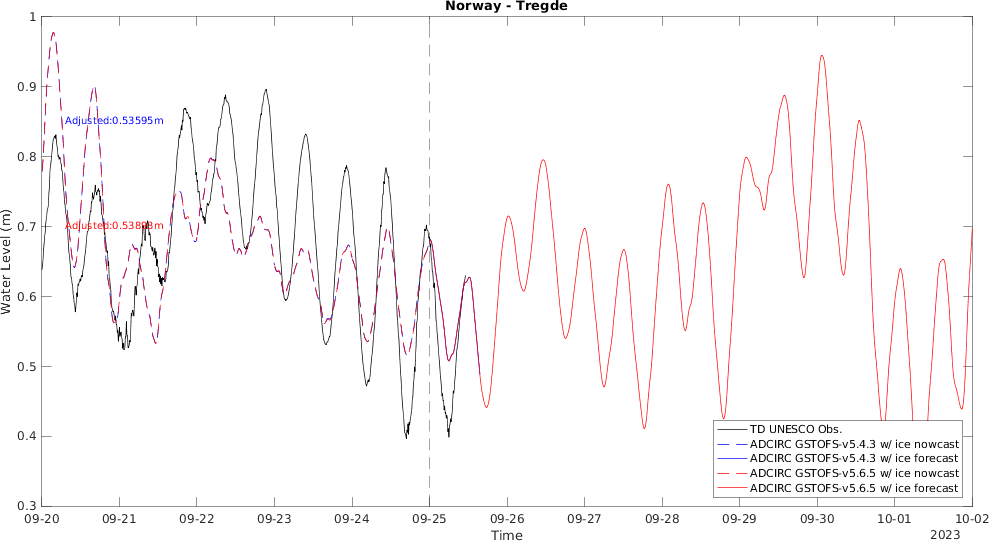 Norway - Tregde
1
0.9
0.8
0.7
0.6
0.5
0.4
0.3
Water Level (m)
Adjusted:0.53595m
TD UNESCO Obs.
ADCIRC GSTOFS-v5.4.3 w/ ice nowcast
ADCIRC GSTOFS-v5.4.3 w/ ice forecast
ADCIRC GSTOFS-v5.6.5 w/ ice nowcast
ADCIRC GSTOFS-v5.6.5 w/ ice forecast
09-20 09-21 09-22 09-23 09-24 09-25 09-26 09-27 09-28 09-29 09-30 10-01 10-02
Time
2023